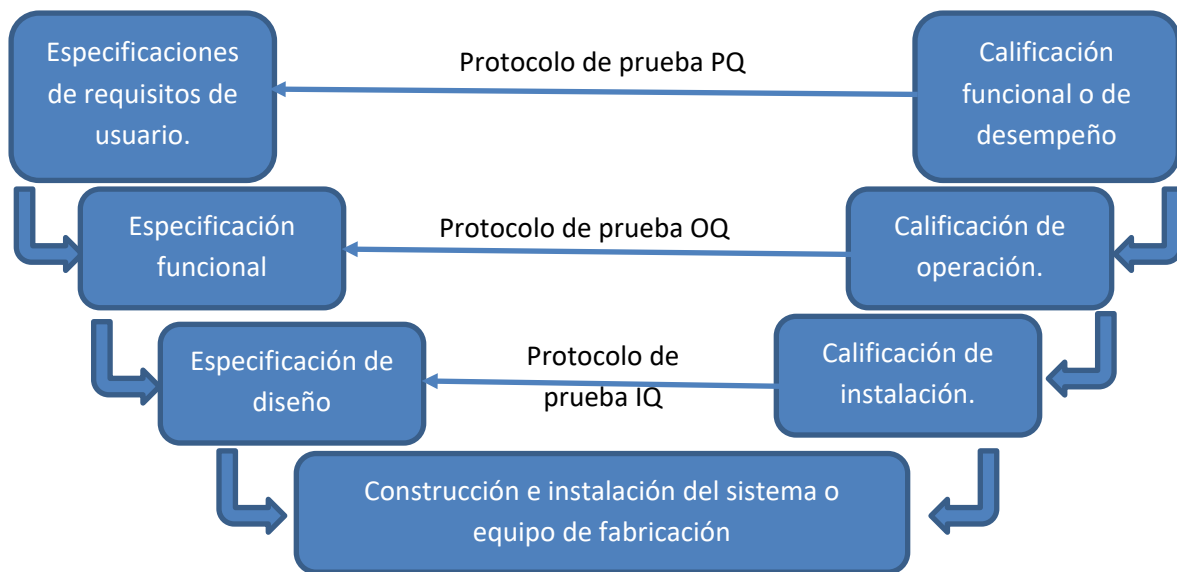 Especificaciones
de requisitos de
usuario.
Protocolo de prueba PQ
Calificación
funcional o de
desempeño
Especificación
funcional
Protocolo de prueba OQ
Calificación de
operación.
Especificación de
diseño
Protocolo de
prueba IQ
Calificación de
instalación.
Construcción e instalación del sistema o
equipo de fabricación